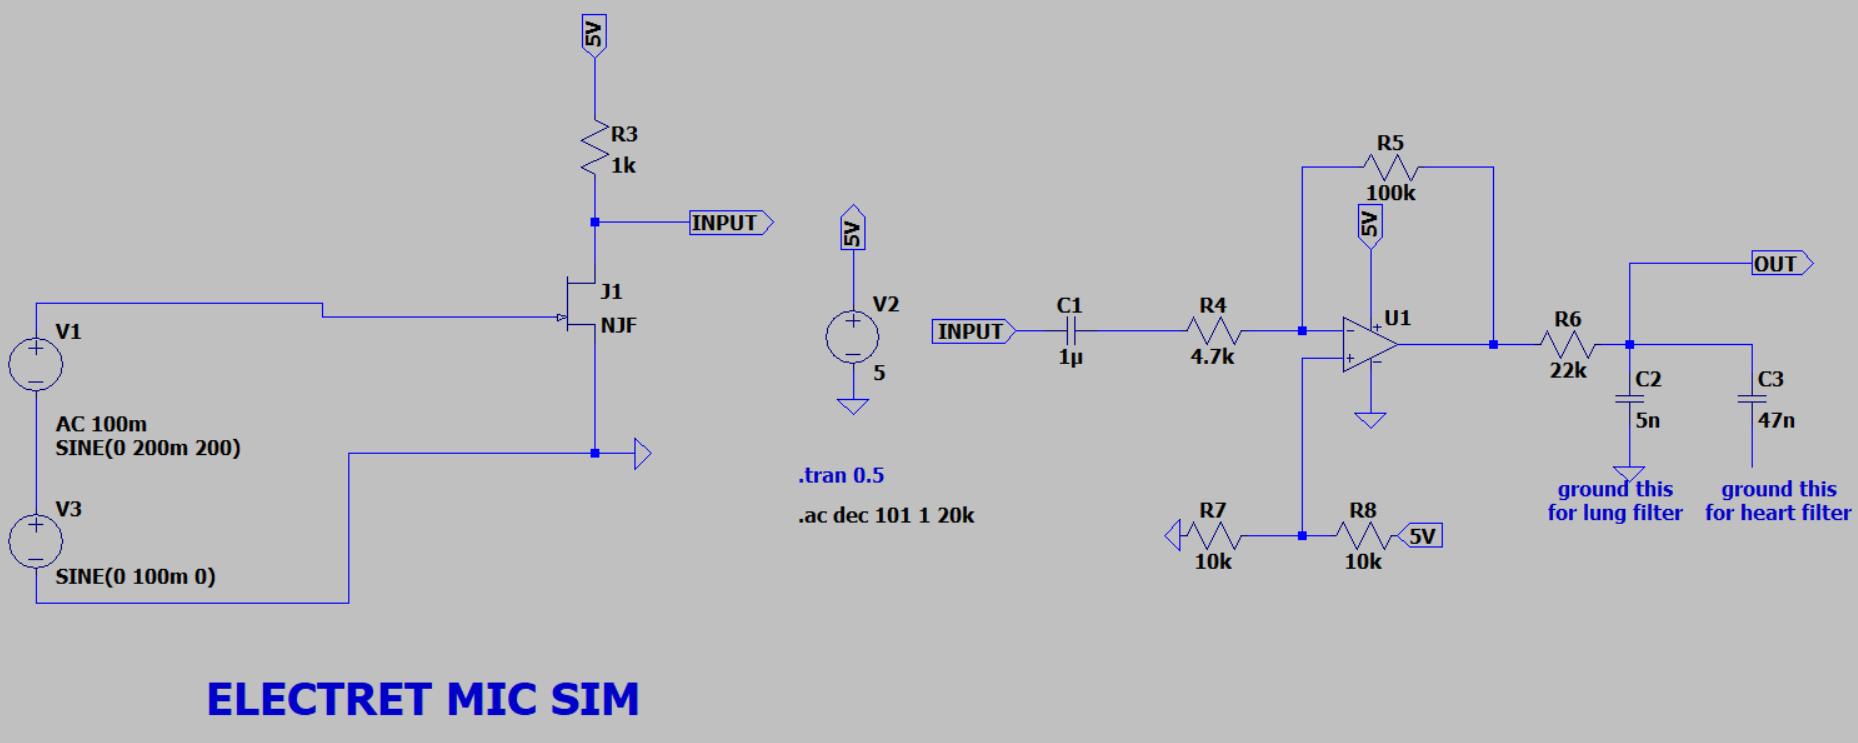 5V
R3
1k
INPUT
J1
NJF
V1
AC 100m
SINE(0 200m 200)
V3
SINE(0 100m 0)
5V
V2
5
.tran 0.5
.ac dec 101 1 20k
INPUT
C1
1µ
R4
4.7k
R5
100k
5V
U1
R7
10k
R8
10k
5V
R6
22k
OUT
C2
5n
C3
47n
ground this
for lung filter
ground this
for heart filter
ELECTRET MIC SIM